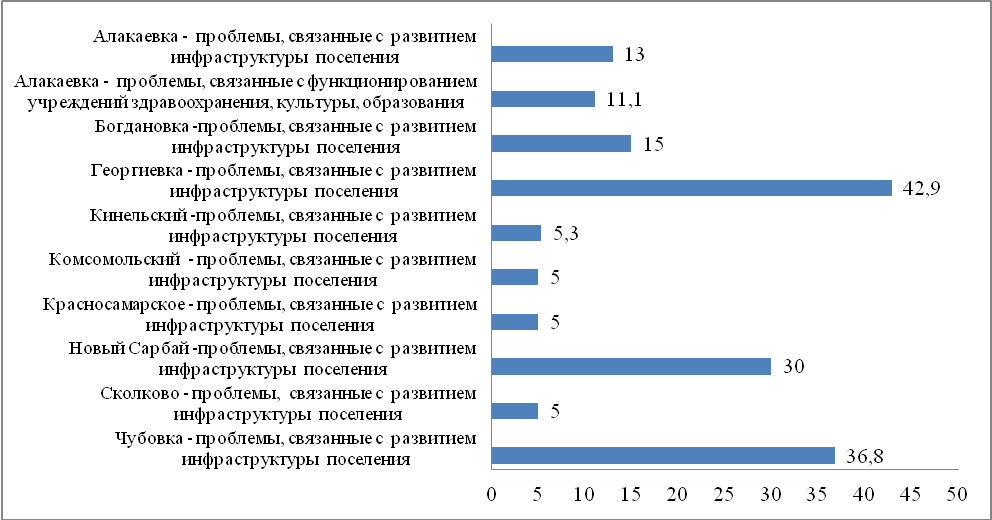 Алакаевка - проблемы, связанные с развитием
инфраструктуры поселения
13
Алакаевка - проблемы, связанные с функционированием
учреждений здравоохранения, культуры, образования
11,1
Богдановка -проблемы, связанные с развитием
инфраструктуры поселения
15
Георгиевка - проблемы, связанные с развитием
инфраструктуры поселения
42,9
Кинельский -проблемы, связанные с развитием
инфраструктуры поселения
5,3
Комсомольский - проблемы, связанные с развитием
инфраструктуры поселения
5
Красносамарское - проблемы, связанные с развитием
инфраструктуры поселения
5
Новый Сарбай -проблемы, связанные с развитием
инфраструктуры поселения
30
Сколково - проблемы, связанные с развитием
инфраструктуры поселения
5
Чубовка - проблемы, связанные с развитием
инфраструктуры поселения
36,8
0 5 10 15 20 25 30 35 40 45 50